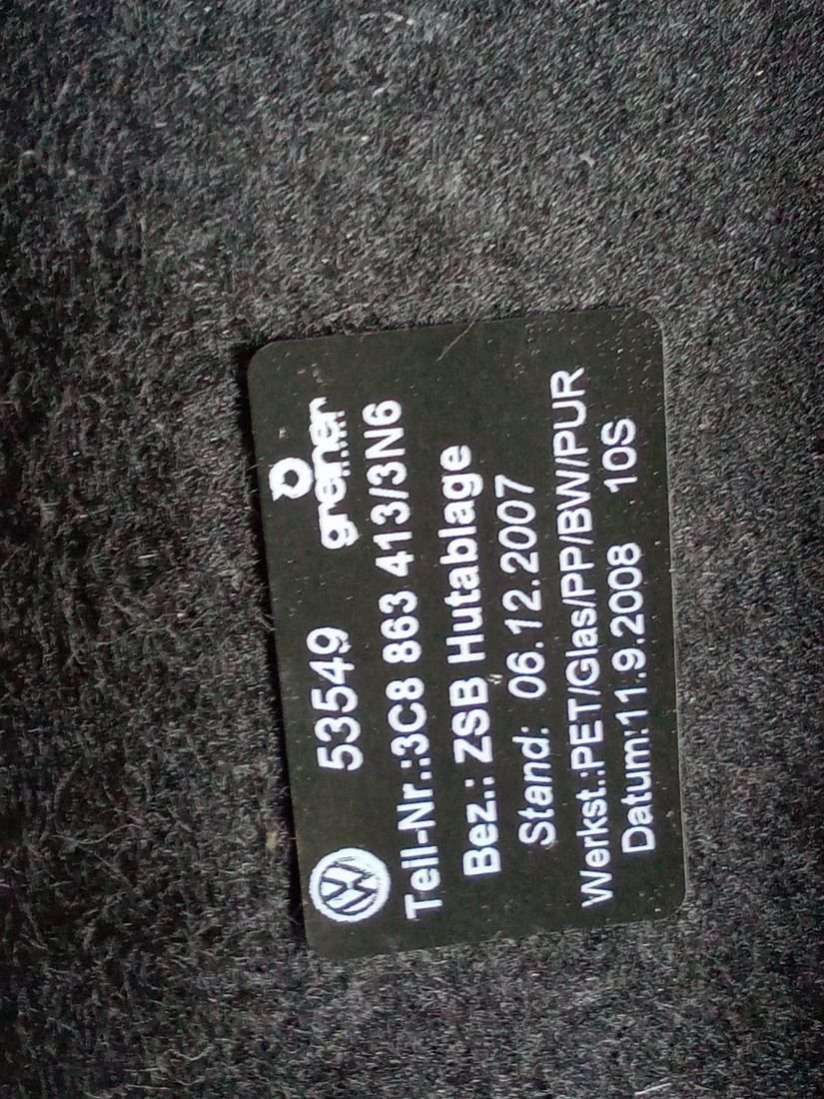 53549 greiner
Teil-Nr.:3C8 863 413/3N6
Bez.: ZSB Hutablage
Stand: 06.12.2007
Werkst.:PET/Glas/PP/BW/PUR
Datum:11.9.2008 10S